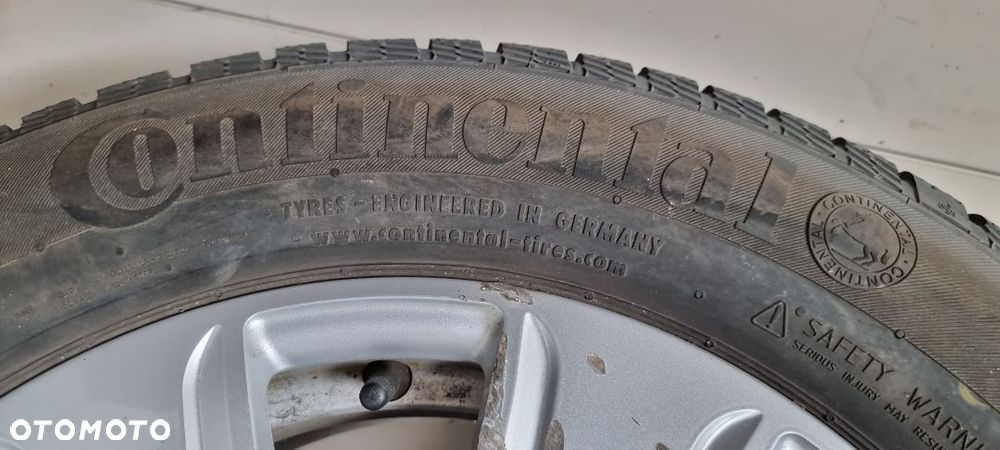 Continental
TYRES - ENGINEERED IN GERMANY
www.continental-tires.com
CONTINENTAL
CONTINENTAL
SAFETY WARNI
SERIOUS INJURY MAY RESU
OTOMOTO